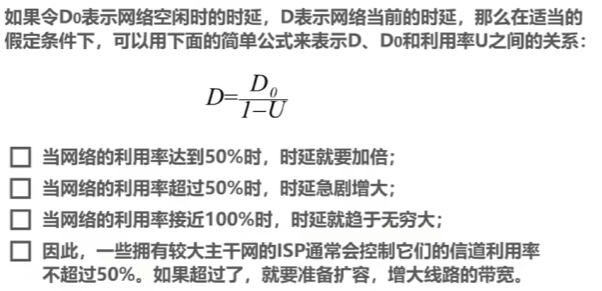 如果令D₀表示网络空闲时的时延，D表示网络当前的时延，那么在适当的
假定条件下，可以用下面的简单公式来表示D、D₀和利用率U之间的关系：
D=D₀/(1−U)
□ 当网络的利用率达到50%时，时延就要加倍；
□ 当网络的利用率超过50%时，时延急剧增大；
□ 当网络的利用率接近100%时，时延就趋于无穷大；
□ 因此，一些拥有较大主干网的ISP通常会控制它们的信道利用率
不超过50%。如果超过了，就要准备扩容，增大线路的带宽。